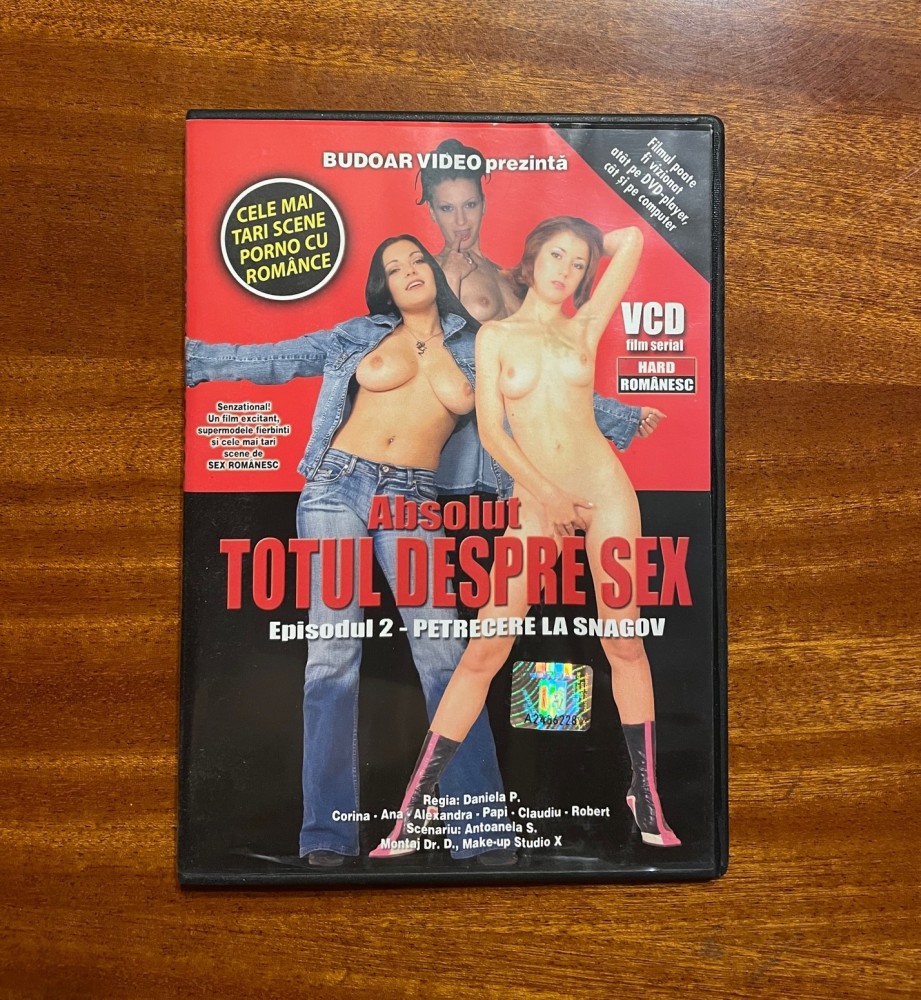 BUDOAR VIDEO prezintă
Filmul poate
fi vizionat
atât pe DVD-player,
cât și pe computer
CELE MAI
TARI SCENE
PORNO CU
ROMÂNCE
VCD
film serial
HARD
ROMÂNESC
Senzational!
Un film excitant,
supermodele fierbinti
si cele mai tari
scene de
SEX ROMÂNESC
Absolut
TOTUL DESPRE SEX
Episodul 2 - PETRECERE LA SNAGOV
Regia: Daniela P.
Corina - Ana - Alexandra - Papi - Claudiu - Robert
Scenariu: Antoanela S.
Montaj Dr. D., Make-up Studio X